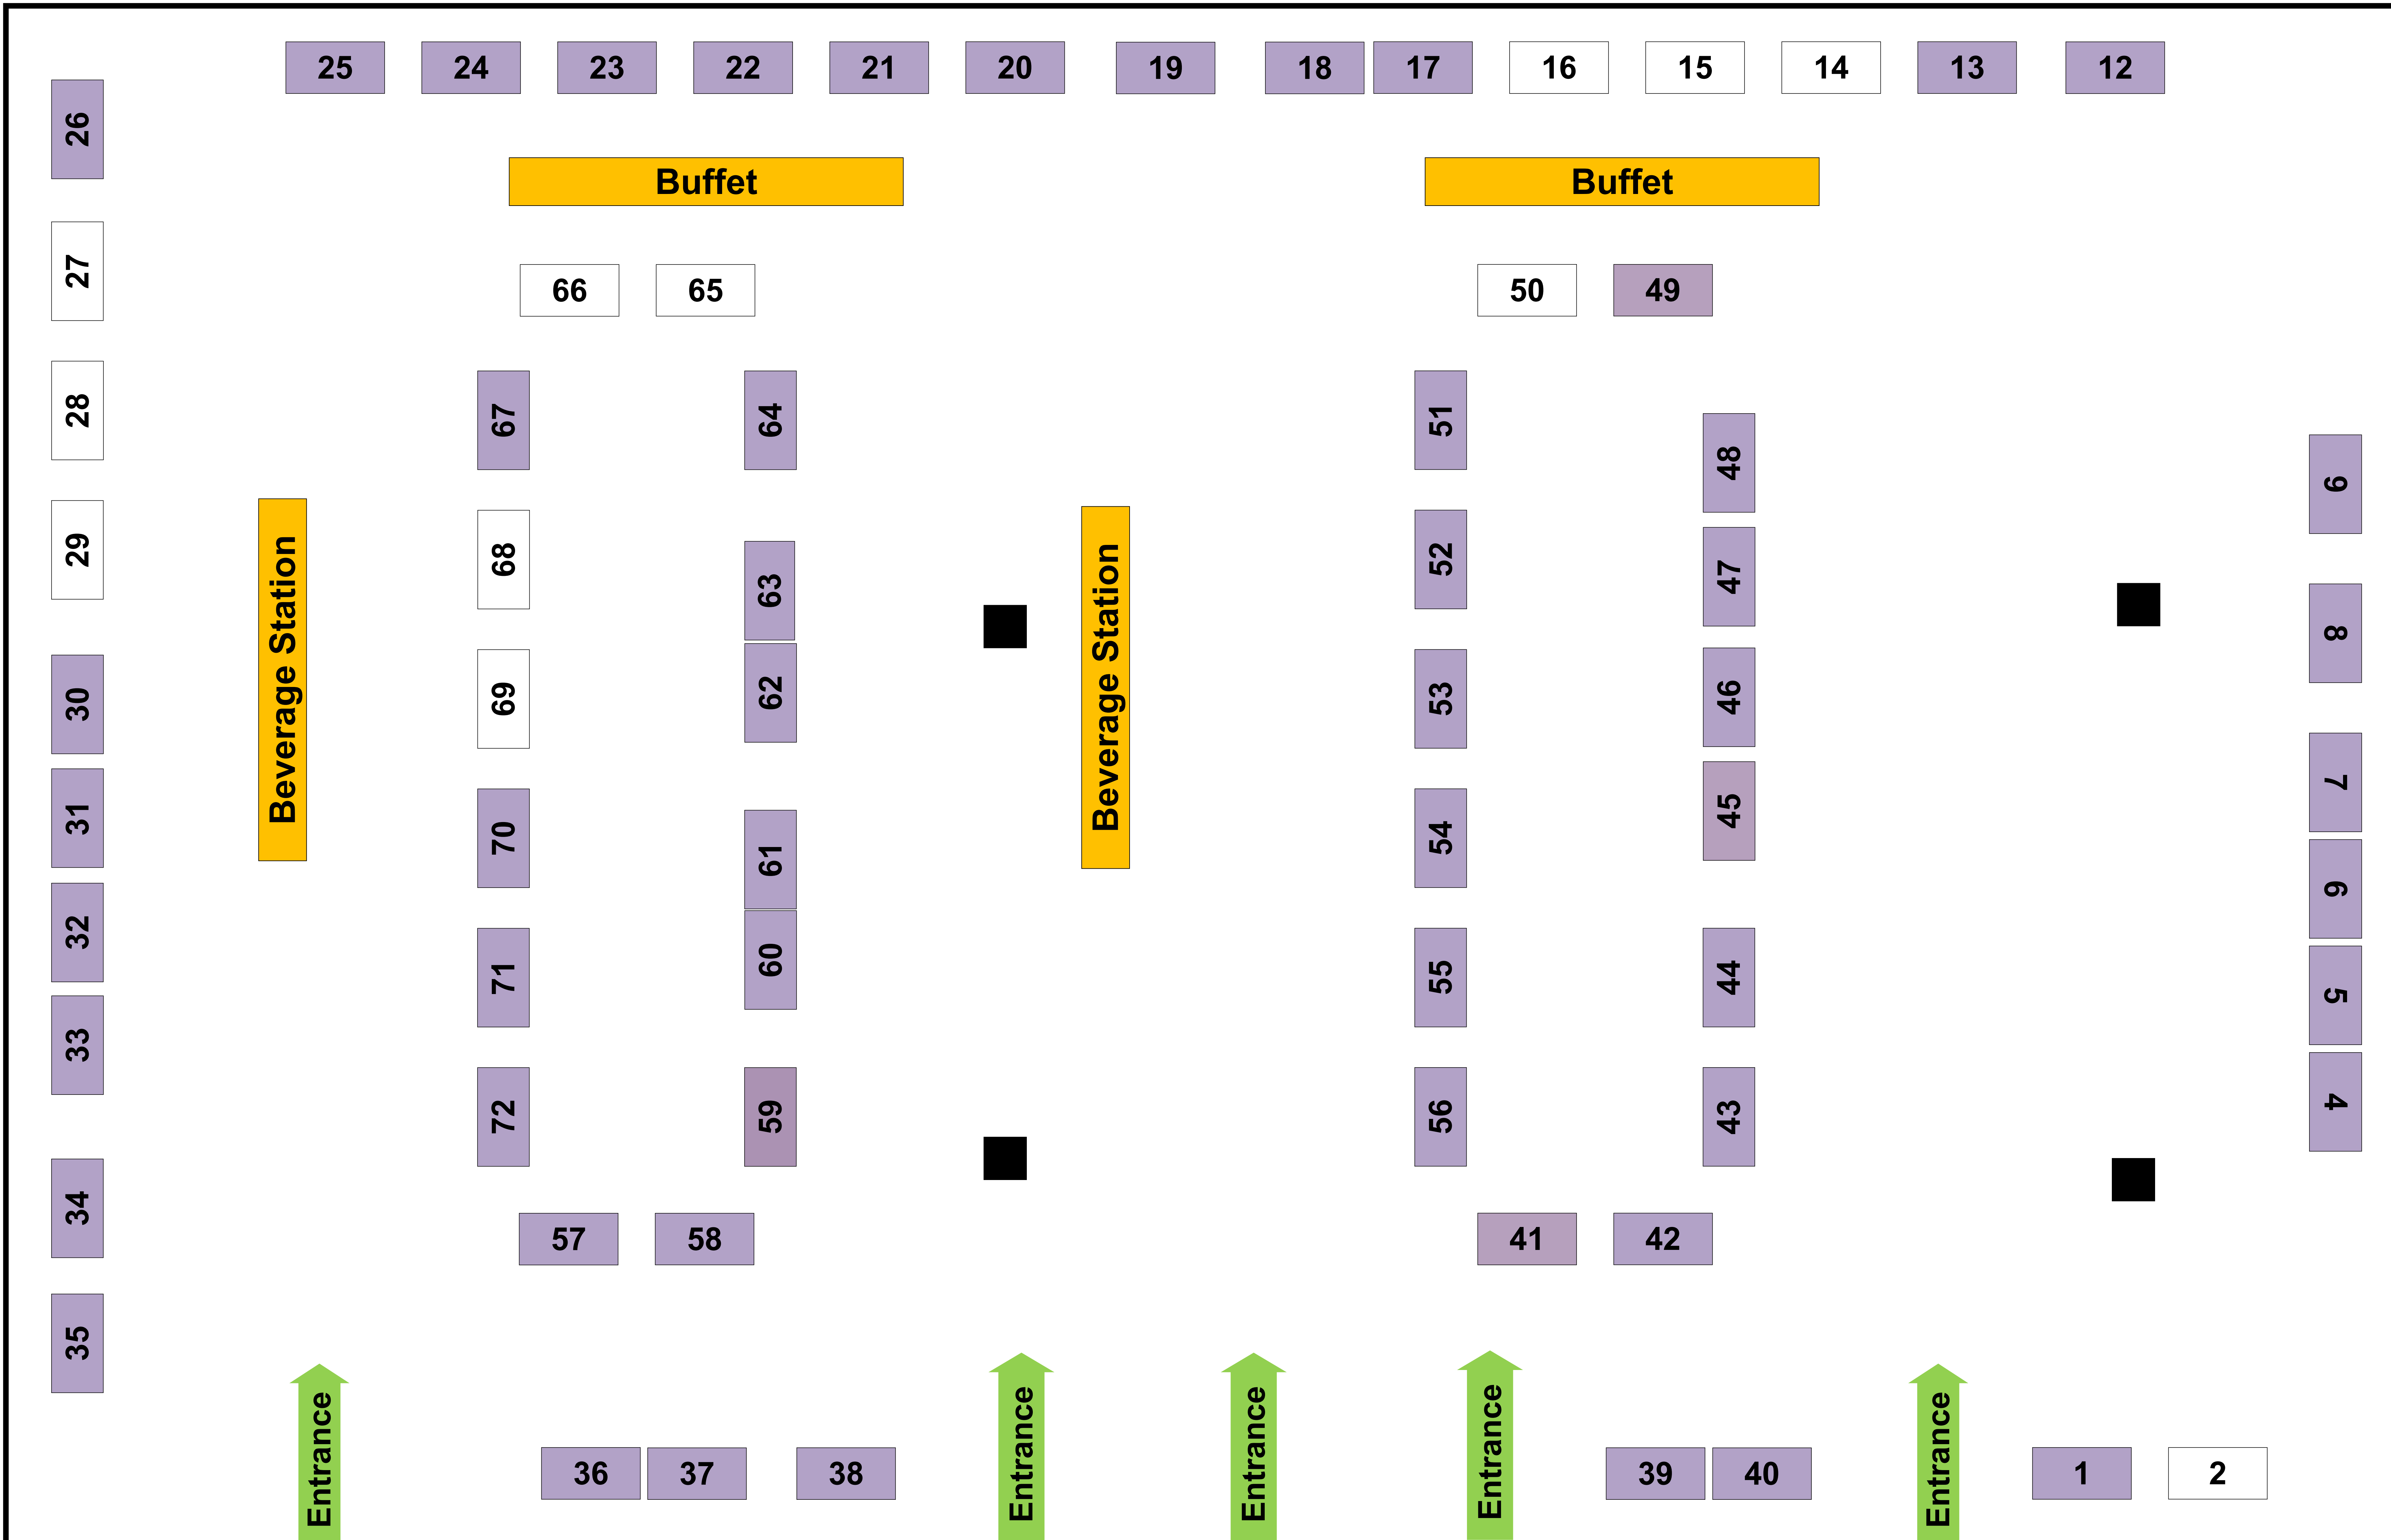 25 24 23 22 21 20 19 18 17 16 15 14 13 12
26
Buffet Buffet
27
66 65 50 49
28
67 64 51 48
9
29
68 63 52 47
8
Beverage Station
Beverage Station
30
69 62 53 46
7
31
70 61 54 45
6
32
71 60 55 44
5
33
72 59 56 43
4
34
57 58 41 42
35
Entrance
Entrance
Entrance
Entrance
Entrance
36 37 38 39 40 1 2